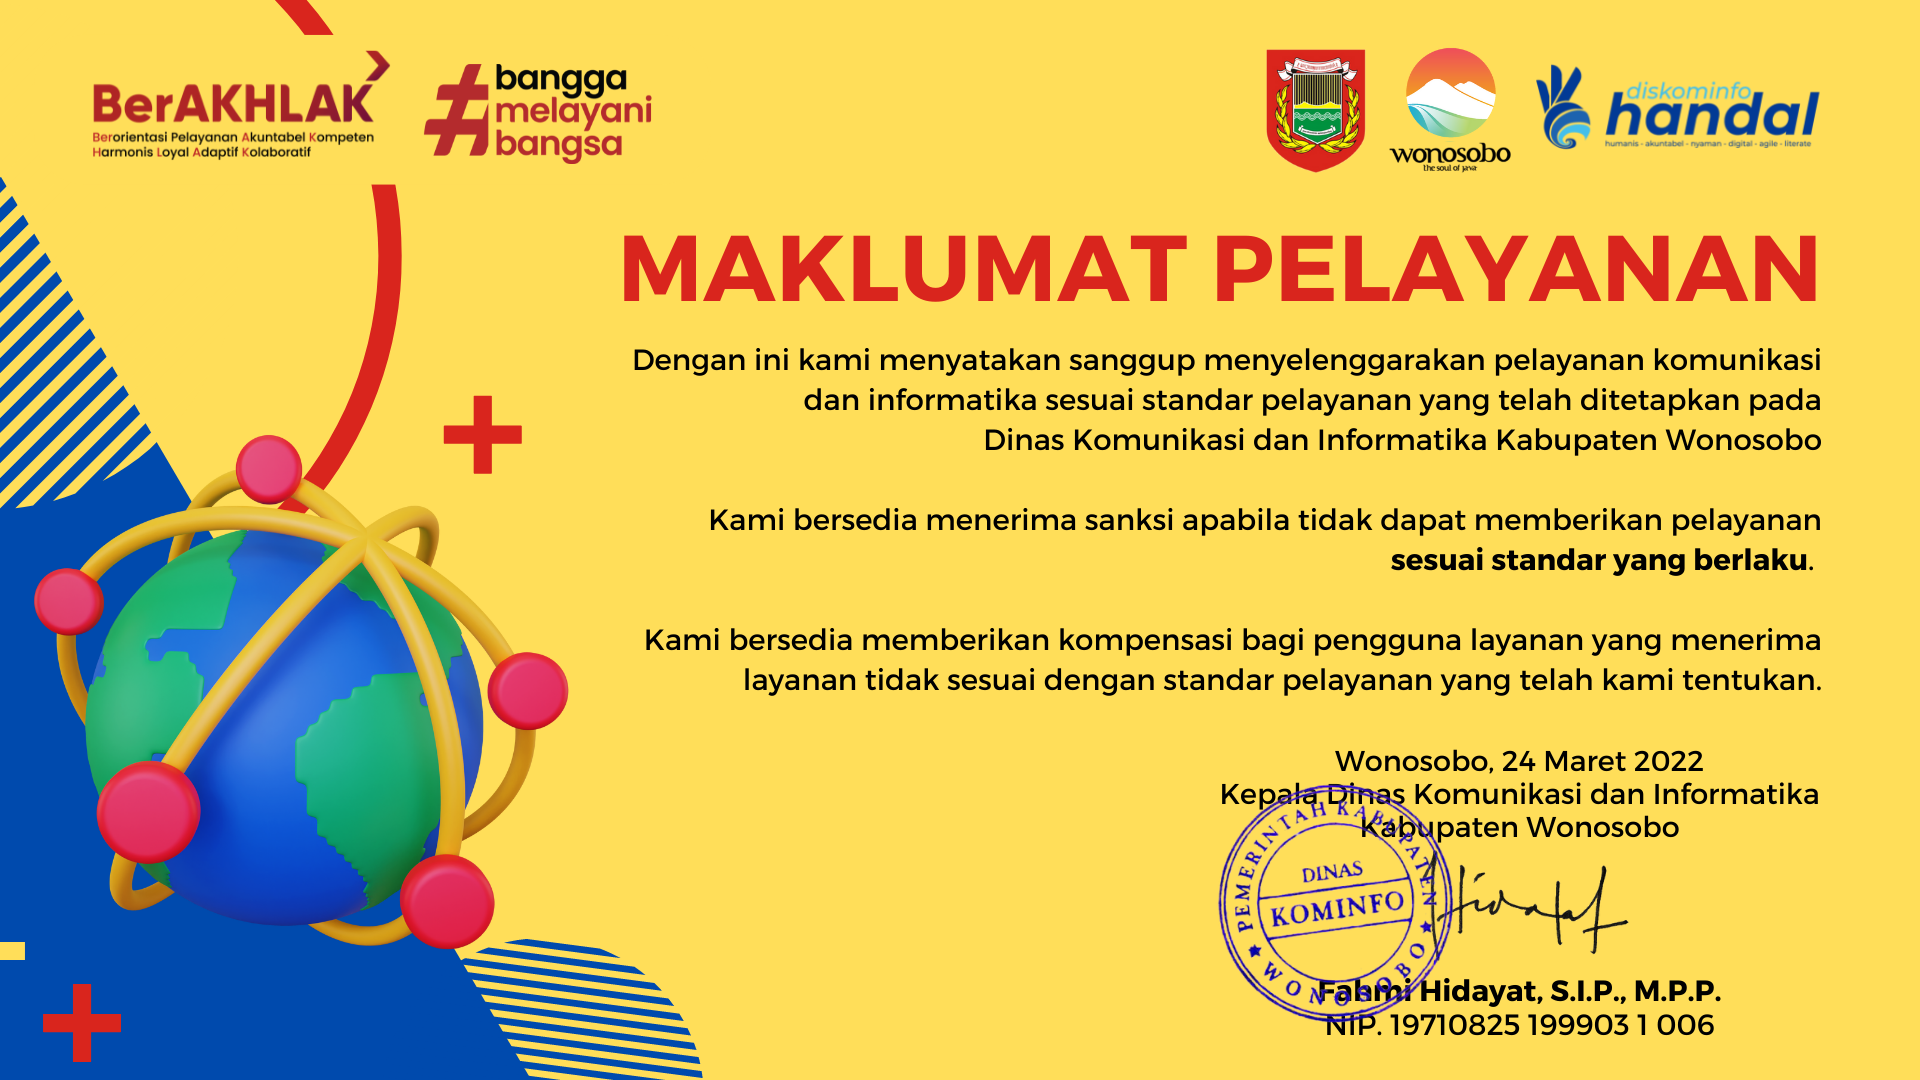 BerAKHLAK
Berorientasi Pelayanan Akuntabel Kompeten
Harmonis Loyal Adaptif Kolaboratif
#bangga
melayani
bangsa
wonosobo
the soul of java
diskominfo
handal
humanis - akuntabel - nyaman - digital - agile - literate
MAKLUMAT PELAYANAN
Dengan ini kami menyatakan sanggup menyelenggarakan pelayanan komunikasi
dan informatika sesuai standar pelayanan yang telah ditetapkan pada
Dinas Komunikasi dan Informatika Kabupaten Wonosobo
Kami bersedia menerima sanksi apabila tidak dapat memberikan pelayanan
sesuai standar yang berlaku.
Kami bersedia memberikan kompensasi bagi pengguna layanan yang menerima
layanan tidak sesuai dengan standar pelayanan yang telah kami tentukan.
Wonosobo, 24 Maret 2022
Kepala Dinas Komunikasi dan Informatika
Kabupaten Wonosobo
PEMERINTAH KABUPATEN
DINAS
KOMINFO
WONOSOBO
Hidayat
Fahmi Hidayat, S.I.P., M.P.P.
NIP. 19710825 199903 1 006